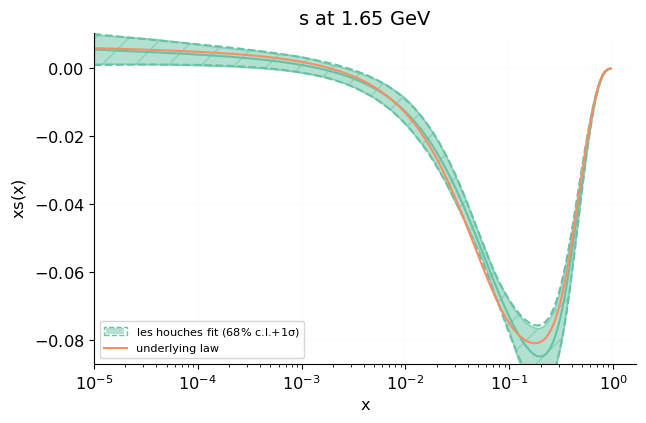 s at 1.65 GeV
xs(x)
0.00
−0.02
−0.04
−0.06
−0.08
les houches fit (68% c.l.+1σ)
underlying law
10⁻⁵
10⁻⁴
10⁻³
10⁻²
10⁻¹
10⁰
x